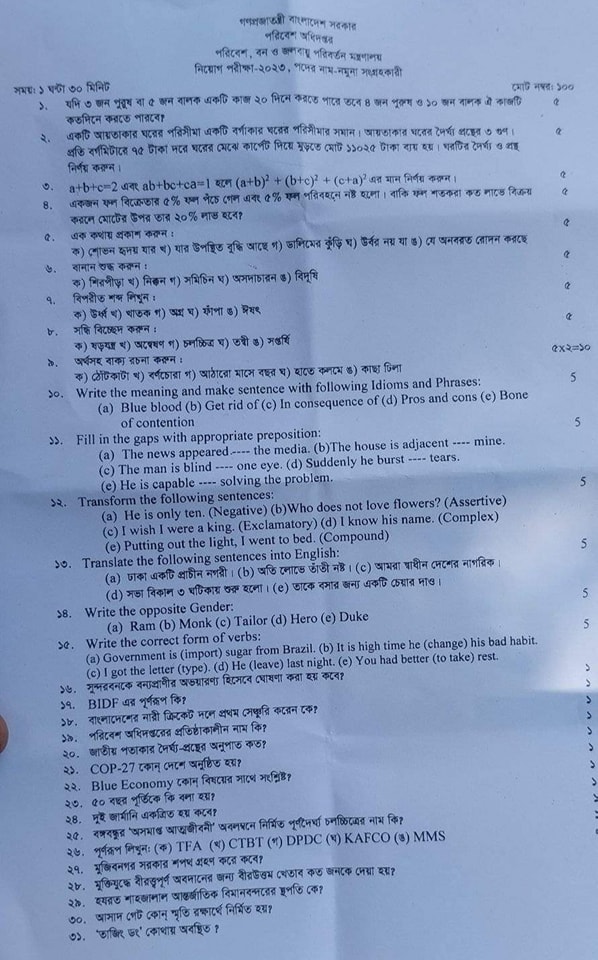 গণপ্রজাতন্ত্রী বাংলাদেশ সরকার
পরিবেশ অধিদপ্তর
পরিবেশ, বন ও জলবায়ু পরিবর্তন মন্ত্রণালয়
নিয়োগ পরীক্ষা-২০২৩, পদের নাম-নমুনা সংগ্রহকারী
সময়: ১ ঘন্টা ৩০ মিনিট মোট নম্বর: ১০০
১. যদি ৩ জন পুরুষ বা ৫ জন বালক একটি কাজ ২০ দিনে করতে পারে তবে ৪ জন পুরুষ ও ১০ জন বালক ঐ কাজটি ৫
কতদিনে করতে পারবে?
২. একটি আয়তাকার ঘরের পরিসীমা একটি বর্গাকার ঘরের পরিসীমার সমান। আয়তাকার ঘরের দৈর্ঘ্য প্রস্থের ৩ গুণ। ৫
প্রতি বর্গমিটারে ৭৫ টাকা দরে ঘরের মেঝে কার্পেট দিয়ে মুড়তে মোট ১১০২৫ টাকা ব্যয় হয়। ঘরটির দৈর্ঘ্য ও প্রস্থ
নির্ণয় করুন।
৩. a+b+c=2 এবং ab+bc+ca=1 হলে (a+b)² + (b+c)² + (c+a)² এর মান নির্ণয় করুন। ৫
৪. একজন ফল বিক্রেতার ৫% ফল পঁচে গেল এবং ৫% ফল পরিবহনে নষ্ট হলো। বাকি ফল শতকরা কত লাভে বিক্রয় ৫
করলে মোটের উপর তার ২০% লাভ হবে?
৫. এক কথায় প্রকাশ করুন: ৫
ক) শোভন হৃদয় যার খ) যার উপস্থিত বুদ্ধি আছে গ) ডালিমের কুঁড়ি ঘ) উর্বর নয় যা ঙ) যে অনবরত রোদন করছে
৬. বানান শুদ্ধ করুন: ৫
ক) শিরপীড়া খ) নিক্কন গ) সমিচিন ঘ) অসদাচরন ঙ) বিদূষি
৭. বিপরীত শব্দ লিখুন: ৫
ক) উর্ধ্ব খ) খাতক গ) অগ্র ঘ) ফাঁপা ঙ) ঈষৎ
৮. সন্ধি বিচ্ছেদ করুন: ৫
ক) ষড়যন্ত্র খ) অন্বেষণ গ) চলচ্চিত্র ঘ) তন্বী ঙ) সপ্তর্ষি
৯. অর্থসহ বাক্য রচনা করুন: ৫x২=১০
ক) ঠোঁটকাটা খ) বর্ণচোরা গ) আঠারো মাসে বছর ঘ) হাতে কলমে ঙ) কাছা ঢিলা
১০. Write the meaning and make sentence with following Idioms and Phrases: 5
(a) Blue blood (b) Get rid of (c) In consequence of (d) Pros and cons (e) Bone
of contention
১১. Fill in the gaps with appropriate preposition: 5
(a) The news appeared ---- the media. (b)The house is adjacent ---- mine.
(c) The man is blind ---- one eye. (d) Suddenly he burst ---- tears.
(e) He is capable ---- solving the problem.
১২. Transform the following sentences: 5
(a) He is only ten. (Negative) (b)Who does not love flowers? (Assertive)
(c) I wish I were a king. (Exclamatory) (d) I know his name. (Complex)
(e) Putting out the light, I went to bed. (Compound)
১৩. Translate the following sentences into English: 5
(a) ঢাকা একটি প্রাচীন নগরী। (b) অতি লোভে তাঁতী নষ্ট। (c) আমরা স্বাধীন দেশের নাগরিক।
(d) সভা বিকাল ৩ ঘটিকায় শুরু হলো। (e) তাকে বসার জন্য একটি চেয়ার দাও।
১৪. Write the opposite Gender: 5
(a) Ram (b) Monk (c) Tailor (d) Hero (e) Duke
১৫. Write the correct form of verbs: 5
(a) Government is (import) sugar from Brazil. (b) It is high time he (change) his bad habit.
(c) I got the letter (type). (d) He (leave) last night. (e) You had better (to take) rest.
১৬. সুন্দরবনকে বন্যপ্রাণীর অভয়ারণ্য হিসেবে ঘোষণা করা হয় কবে? ১
১৭. BIDF এর পূর্ণরূপ কি? ১
১৮. বাংলাদেশের নারী ক্রিকেট দলে প্রথম সেঞ্চুরি করেন কে? ১
১৯. পরিবেশ অধিদপ্তরের প্রতিষ্ঠাকালীন নাম কি? ১
২০. জাতীয় পতাকার দৈর্ঘ্য-প্রস্থের অনুপাত কত? ১
২১. COP-27 কোন্ দেশে অনুষ্ঠিত হয়? ১
২২. Blue Economy কোন্ বিষয়ের সাথে সংশ্লিষ্ট? ১
২৩. ৫০ বছর পূর্তিকে কি বলা হয়?
২৪. দুই জার্মানি একত্রিত হয় কবে?
২৫. বঙ্গবন্ধুর 'অসমাপ্ত আত্মজীবনী' অবলম্বনে নির্মিত পূর্ণদৈর্ঘ্য চলচ্চিত্রের নাম কি?
২৬. পূর্ণরূপ লিখুন: (ক) TFA (খ) CTBT (গ) DPDC (ঘ) KAFCO (ঙ) MMS
২৭. মুজিবনগর সরকার শপথ গ্রহণ করে কবে?
২৮. মুক্তিযুদ্ধে বীরত্বপূর্ণ অবদানের জন্য বীরউত্তম খেতাব কত জনকে দেয়া হয়?
২৯. হযরত শাহজালাল আন্তর্জাতিক বিমানবন্দরের স্থপতি কে?
৩০. আসাদ গেট কোন্ স্মৃতি রক্ষার্থে নির্মিত হয়?
৩১. 'তাজিং ডং' কোথায় অবস্থিত ?